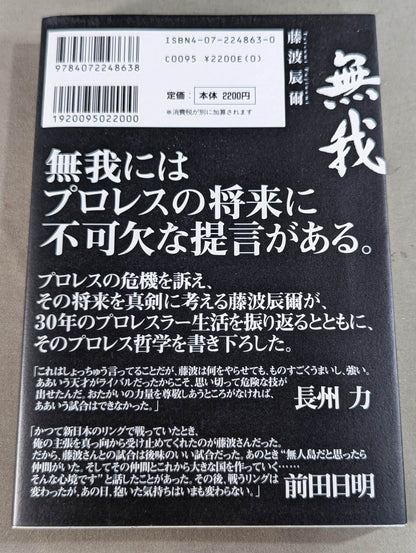 ISBN4-07-224863-0
C0095 ¥2200E(0)
定価： 本体 2200円
※消費税が別に加算されます
9784072248638
1920095022000
藤波辰爾
無我
無我には
プロレスの将来に
不可欠な提言がある。
プロレスの危機を訴え、
その将来を真剣に考える藤波辰爾が、
30年のプロレスラー生活を振り返るとともに、
そのプロレス哲学を書き下ろした。
「これはしょっちゅう言ってることだが、藤波は何をやらせても、ものすごくうまいし、強い。
ああいう天才がライバルだったからこそ、思い切って危険な技が
出せたんだ。おたがいの力量を尊敬しあうところがなければ、
ああいう試合はできなかった。」
長州 力
「かつて新日本のリングで戦っていたとき、
俺の主張を真っ向から受け止めてくれたのが藤波さんだった。
だから、藤波さんとの試合は後味のいい試合だった。あのとき“無人島だと思ったら
仲間がいた。そしてその仲間とこれから大きな国を作っていく……
そんな心境です”と話したことがあった。その後、戦うリングは
変わったが、あの日、抱いた気持ちはいまも変わらない。」
前田日明